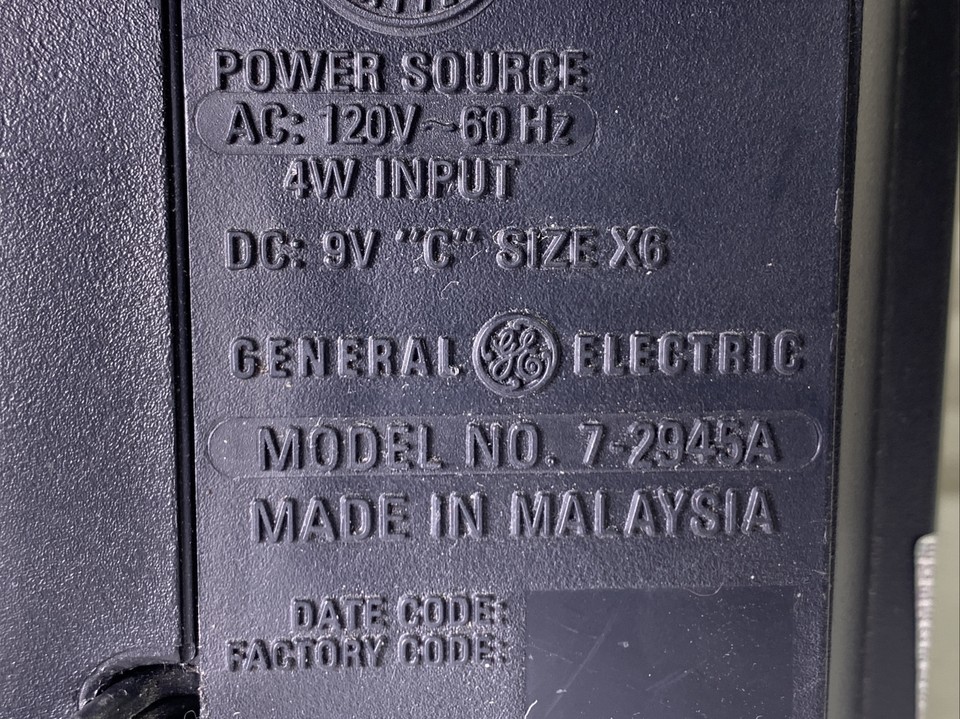 POWER SOURCE
AC: 120V~60 Hz
4W INPUT
DC: 9V "C" SIZE X6
GENERAL GE ELECTRIC
MODEL NO. 7-2945A
MADE IN MALAYSIA
DATE CODE:
FACTORY CODE: